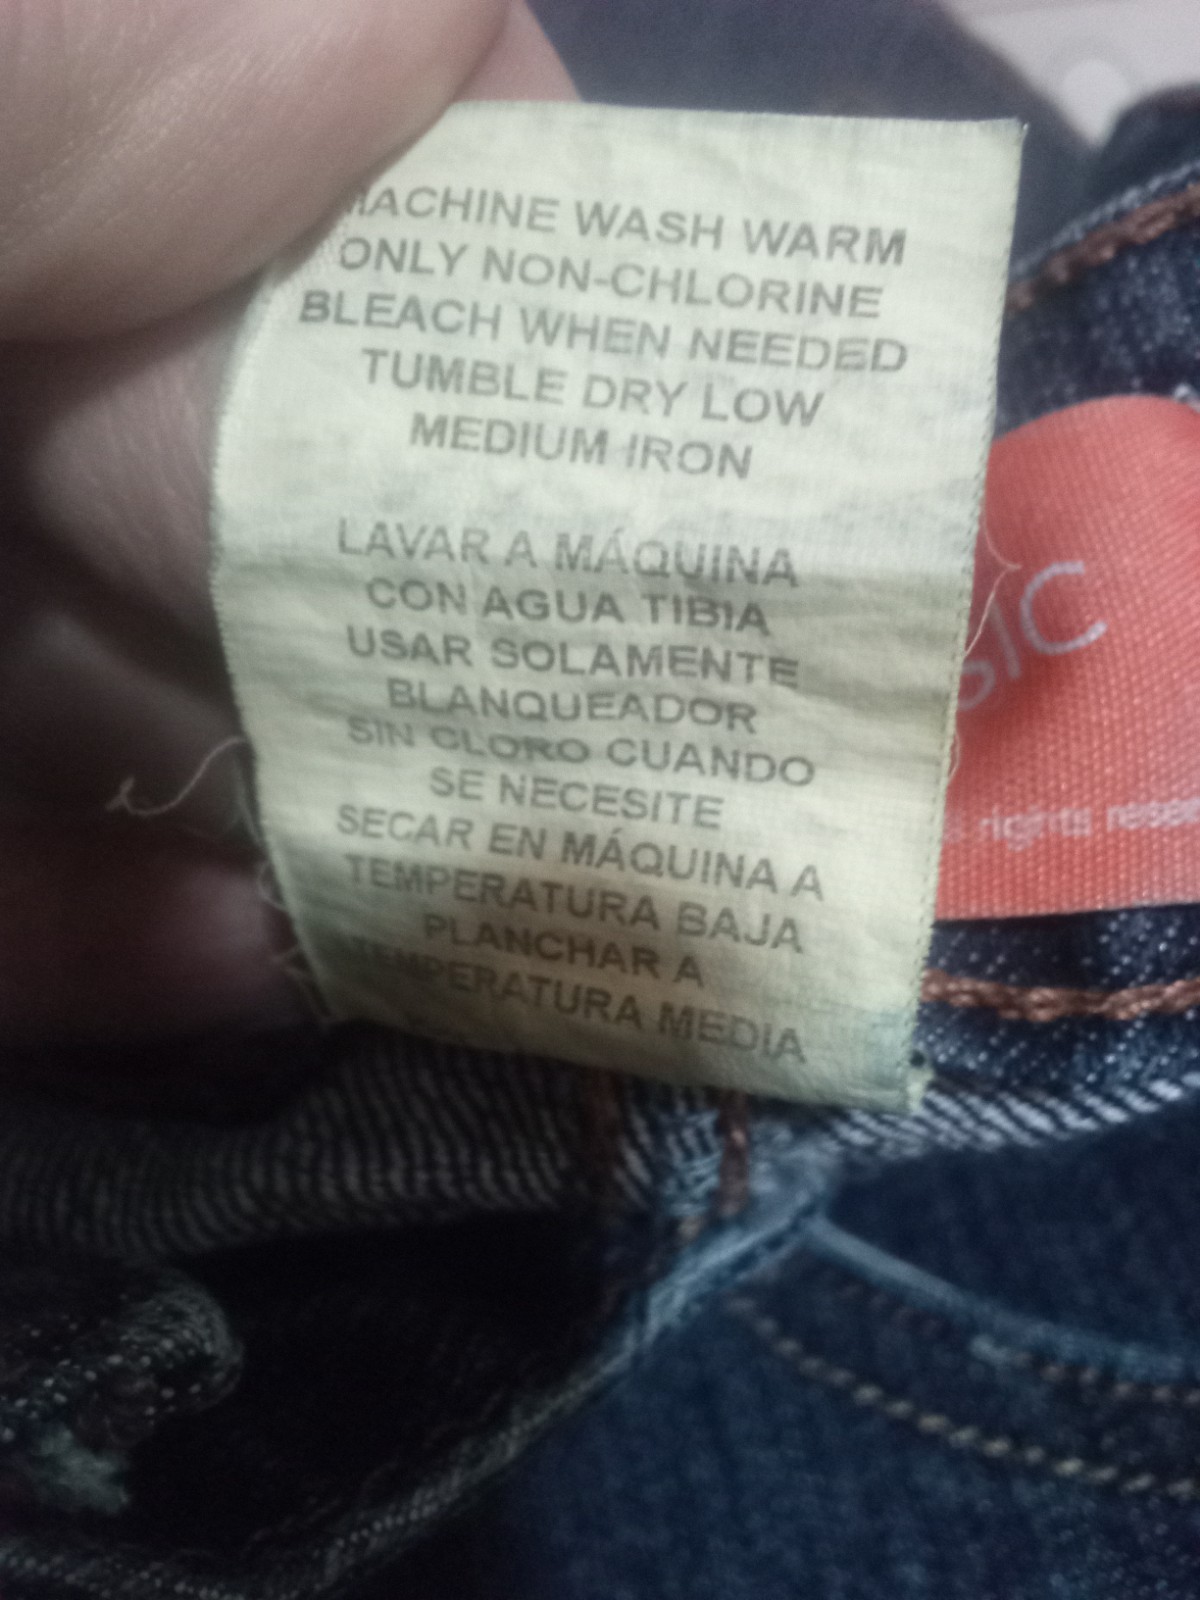 MACHINE WASH WARM
ONLY NON-CHLORINE
BLEACH WHEN NEEDED
TUMBLE DRY LOW
MEDIUM IRON
LAVAR A MÁQUINA
CON AGUA TIBIA
USAR SOLAMENTE
BLANQUEADOR
SIN CLORO CUANDO
SE NECESITE
SECAR EN MÁQUINA A
TEMPERATURA BAJA
PLANCHAR A
TEMPERATURA MEDIA
SIC
rights rese